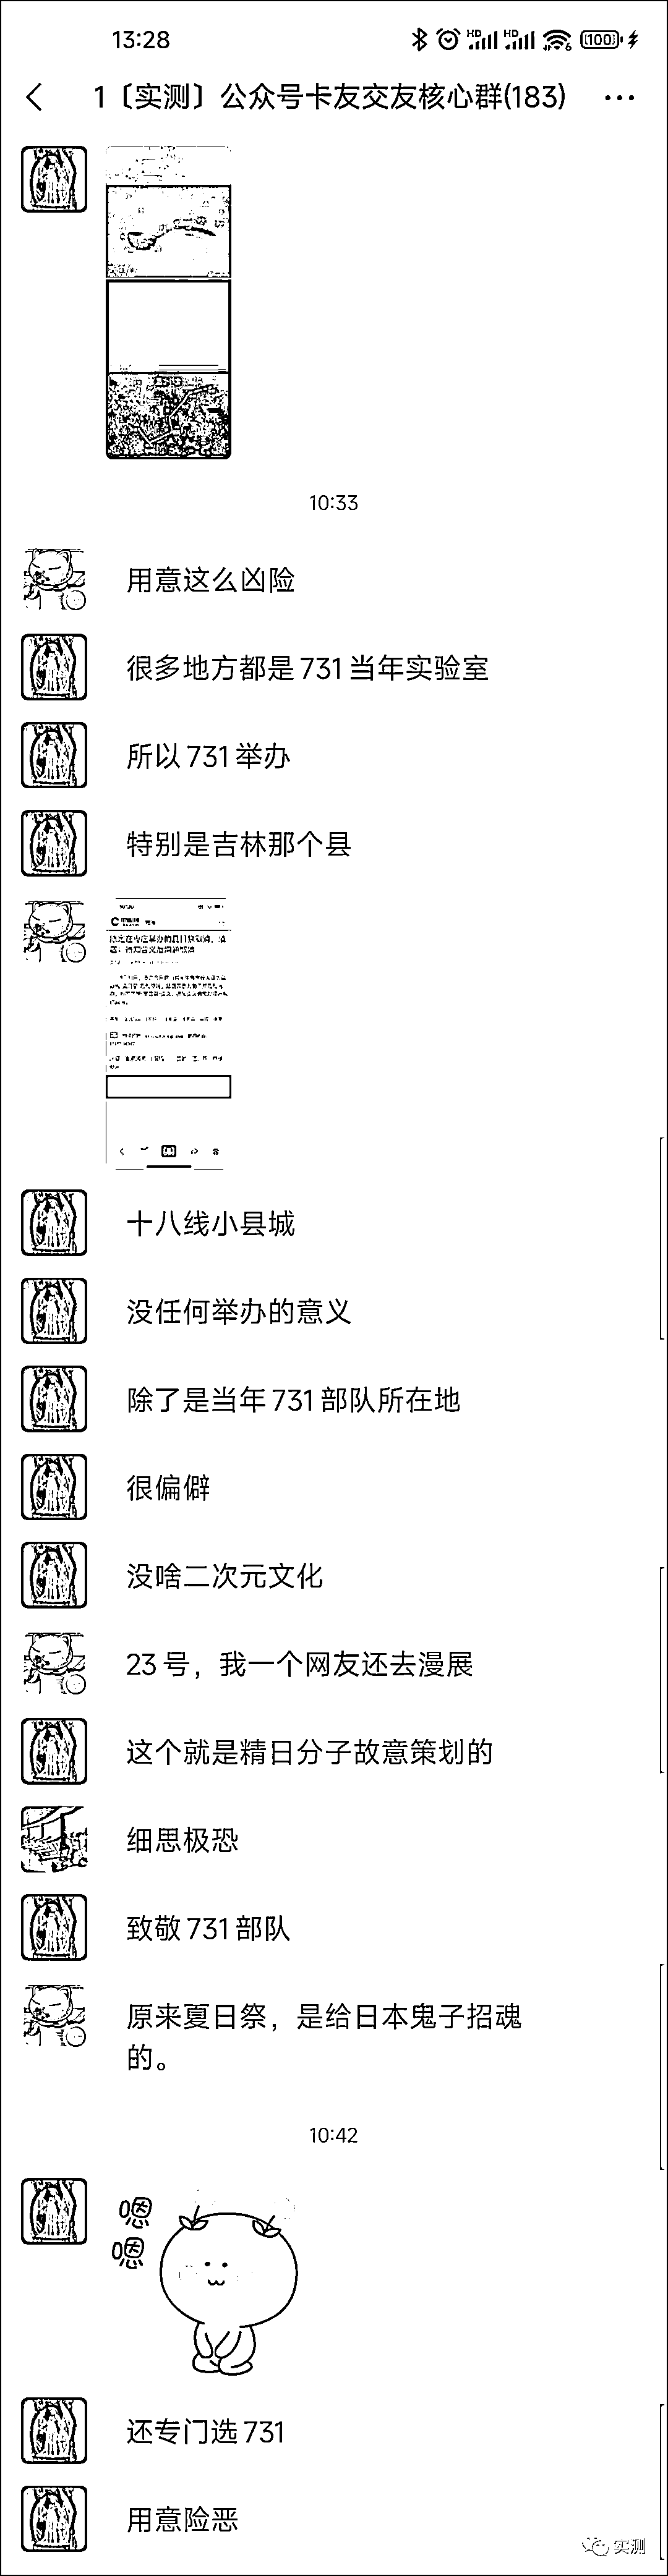 13:28
HD HD 6 100
1〔实测〕公众号卡友交友核心群(183)
10:33
用意这么凶险
很多地方都是731当年实验室
所以731举办
特别是吉林那个县
十八线小县城
没任何举办的意义
除了是当年731部队所在地
很偏僻
没啥二次元文化
23号，我一个网友还去漫展
这个就是精日分子故意策划的
细思极恐
致敬731部队
原来夏日祭，是给日本鬼子招魂
的。
10:42
嗯
嗯
还专门选731
用意险恶
实测